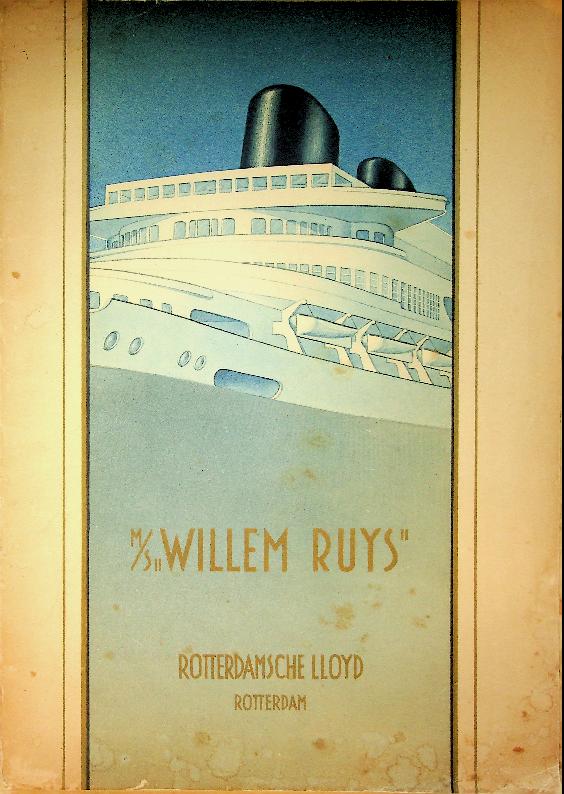 M/S „WILLEM RUYS"
ROTTERDAMSCHE LLOYD
ROTTERDAM